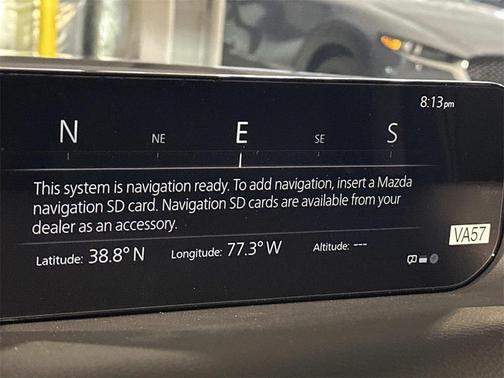 8:13pm
N NE E SE S
This system is navigation ready. To add navigation, insert a Mazda
navigation SD card. Navigation SD cards are available from your
dealer as an accessory.
Latitude: 38.8° N Longitude: 77.3° W Altitude: ---
VA57